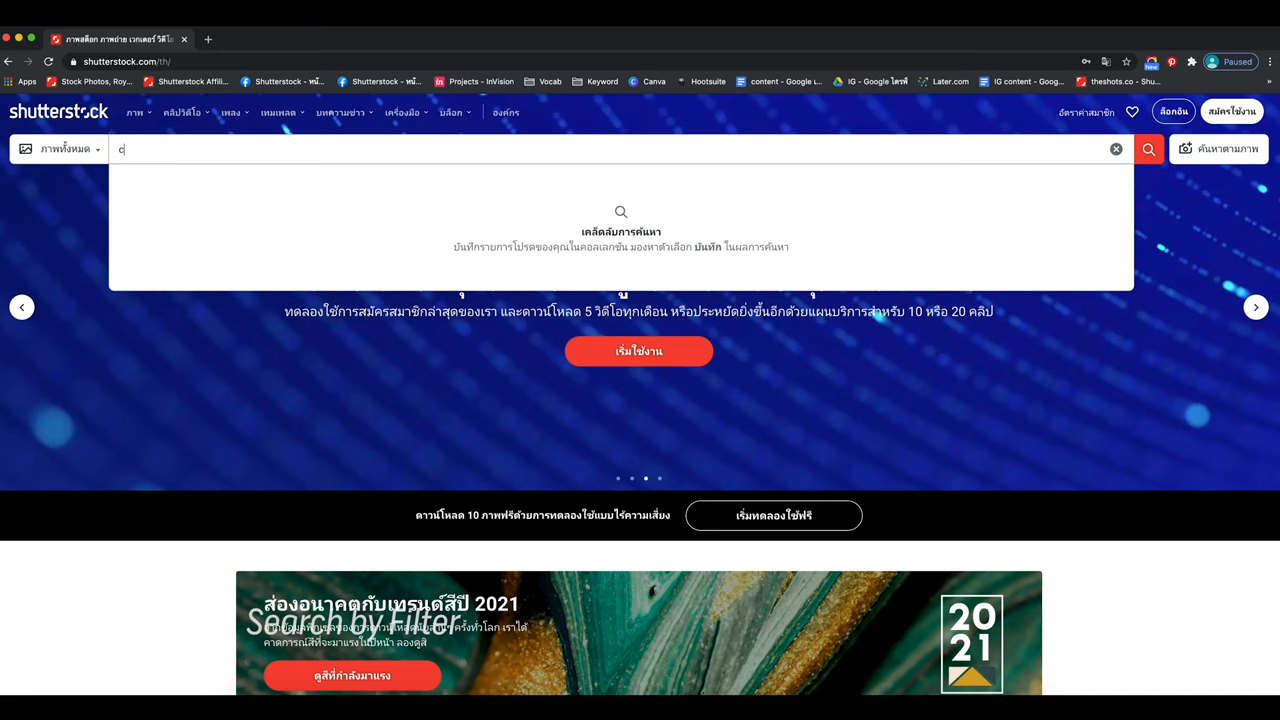 ภาพสต็อก ภาพถ่าย เวกเตอร์ วิดีโอ
shutterstock.com/th/
Paused
Apps
Stock Photos, Roy...
Shutterstock Affili...
Shutterstock - หน้...
Shutterstock - หน้...
Projects - InVision
Vocab
Keyword
Canva
Hootsuite
content - Google เ...
IG - Google ไดรฟ์
Later.com
IG content - Goog...
theshots.co - Shu...
New
shutterstock
ภาพ
คลิปวิดีโอ
เพลง
เทมเพลต
บทความข่าว
เครื่องมือ
บล็อก
องค์กร
อัตราค่าสมาชิก
ล็อกอิน
สมัครใช้งาน
ภาพทั้งหมด
c
ค้นหาตามภาพ
เคล็ดลับการค้นหา
บันทึกรายการโปรดของคุณในคอลเลกชัน มองหาตัวเลือก บันทึก ในผลการค้นหา
ทดลองใช้การสมัครสมาชิกล่าสุดของเรา และดาวน์โหลด 5 วิดีโอทุกเดือน หรือประหยัดยิ่งขึ้นอีกด้วยแผนบริการสำหรับ 10 หรือ 20 คลิป
เริ่มใช้งาน
ดาวน์โหลด 10 ภาพฟรีด้วยการทดลองใช้แบบไร้ความเสี่ยง
เริ่มทดลองใช้ฟรี
ส่องอนาคตกับเทรนด์สีปี 2021
Search by Filter
ครั้งทั่วโลก เราได้
คาดการณ์สีที่จะมาแรงในปีหน้า ลองดูสิ
ดูสีที่กำลังมาแรง
20
21